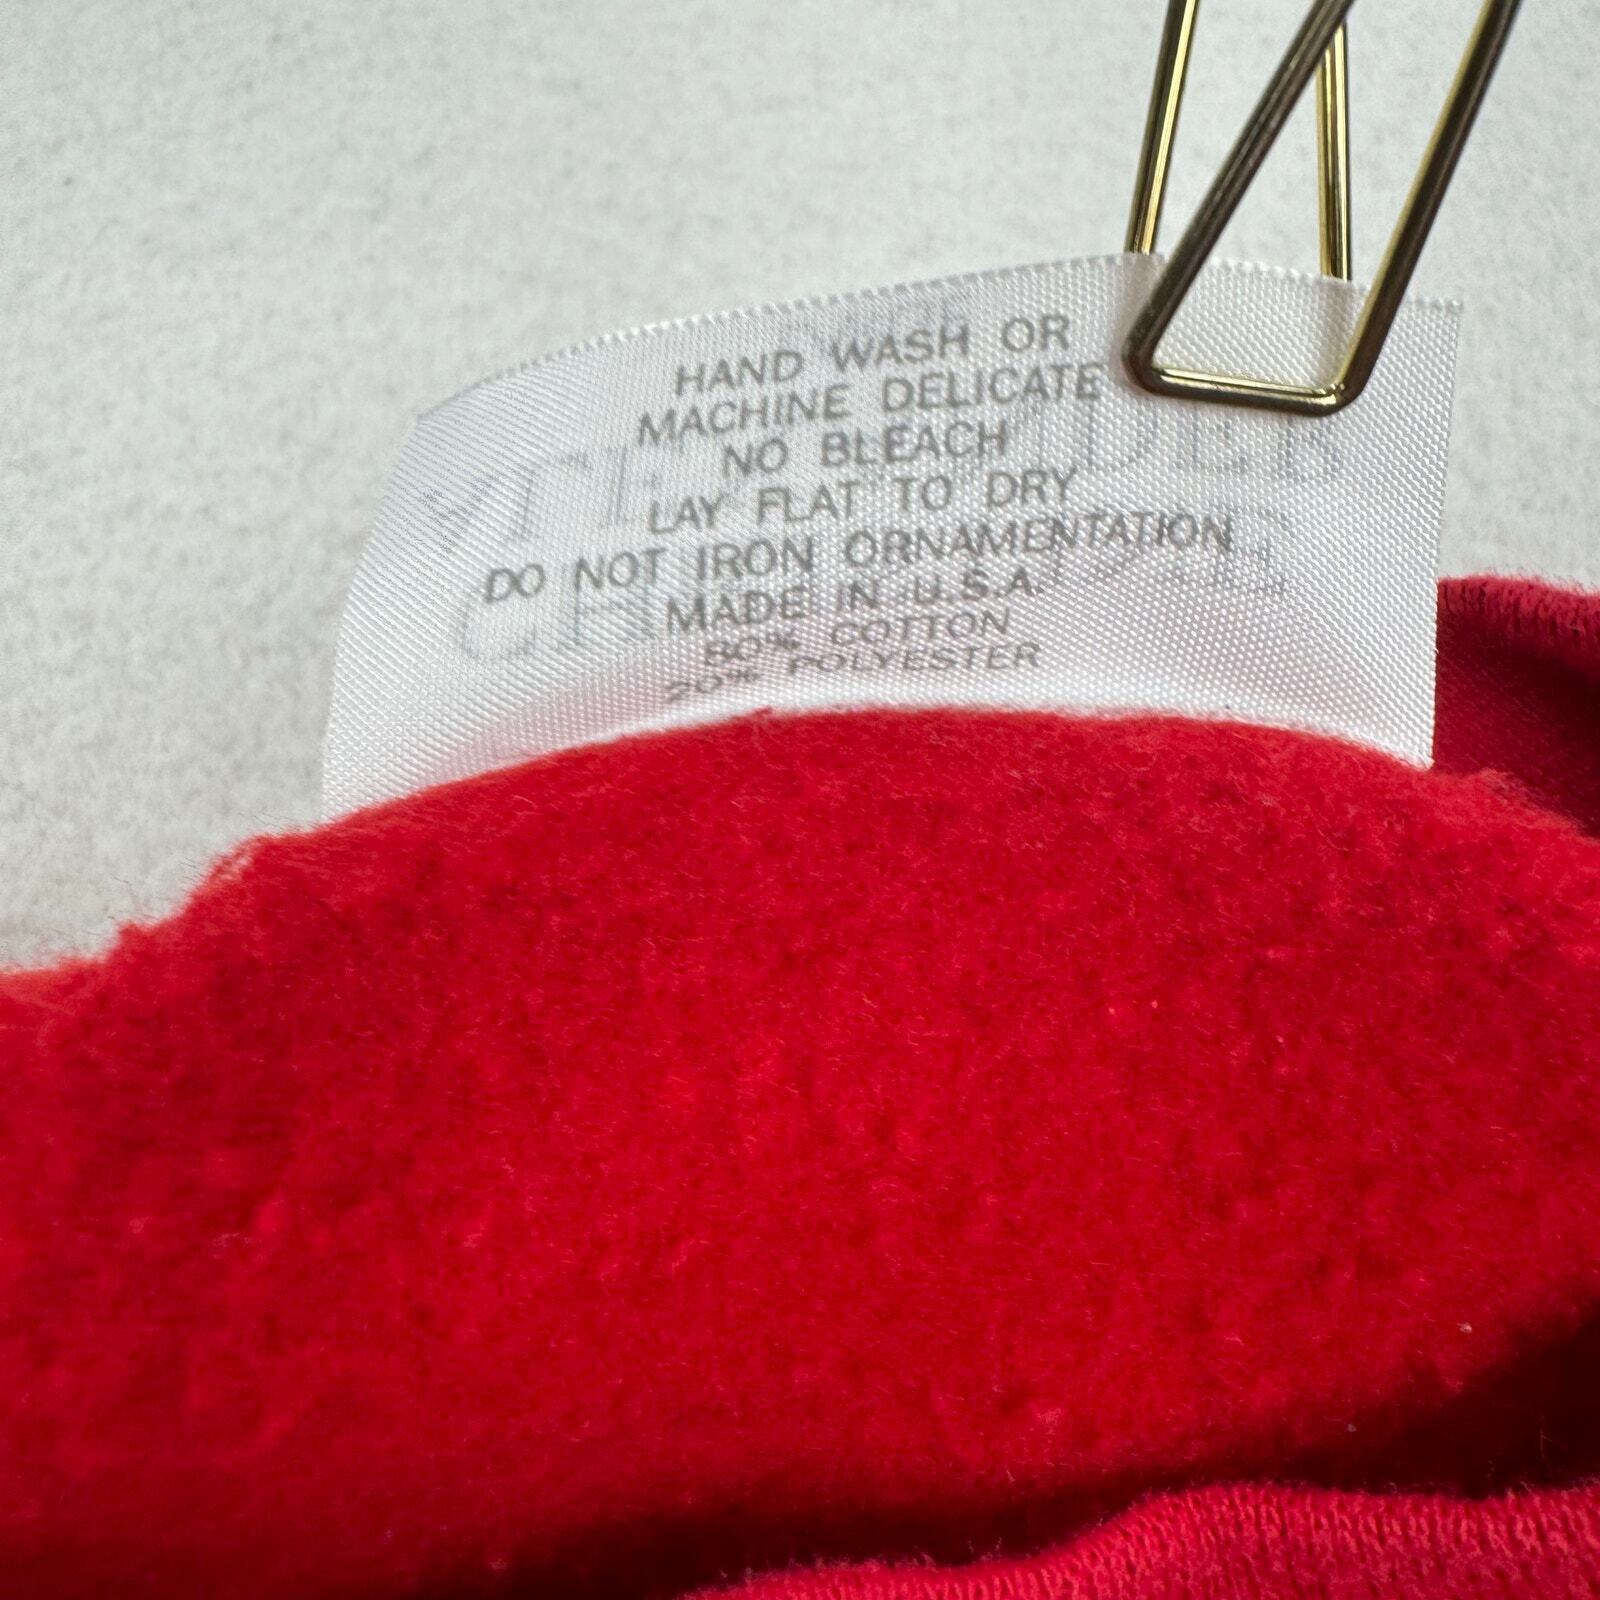 HAND WASH OR
MACHINE DELICATE
NO BLEACH
LAY FLAT TO DRY
DO NOT IRON ORNAMENTATION
MADE IN U.S.A.
80% COTTON
20% POLYESTER